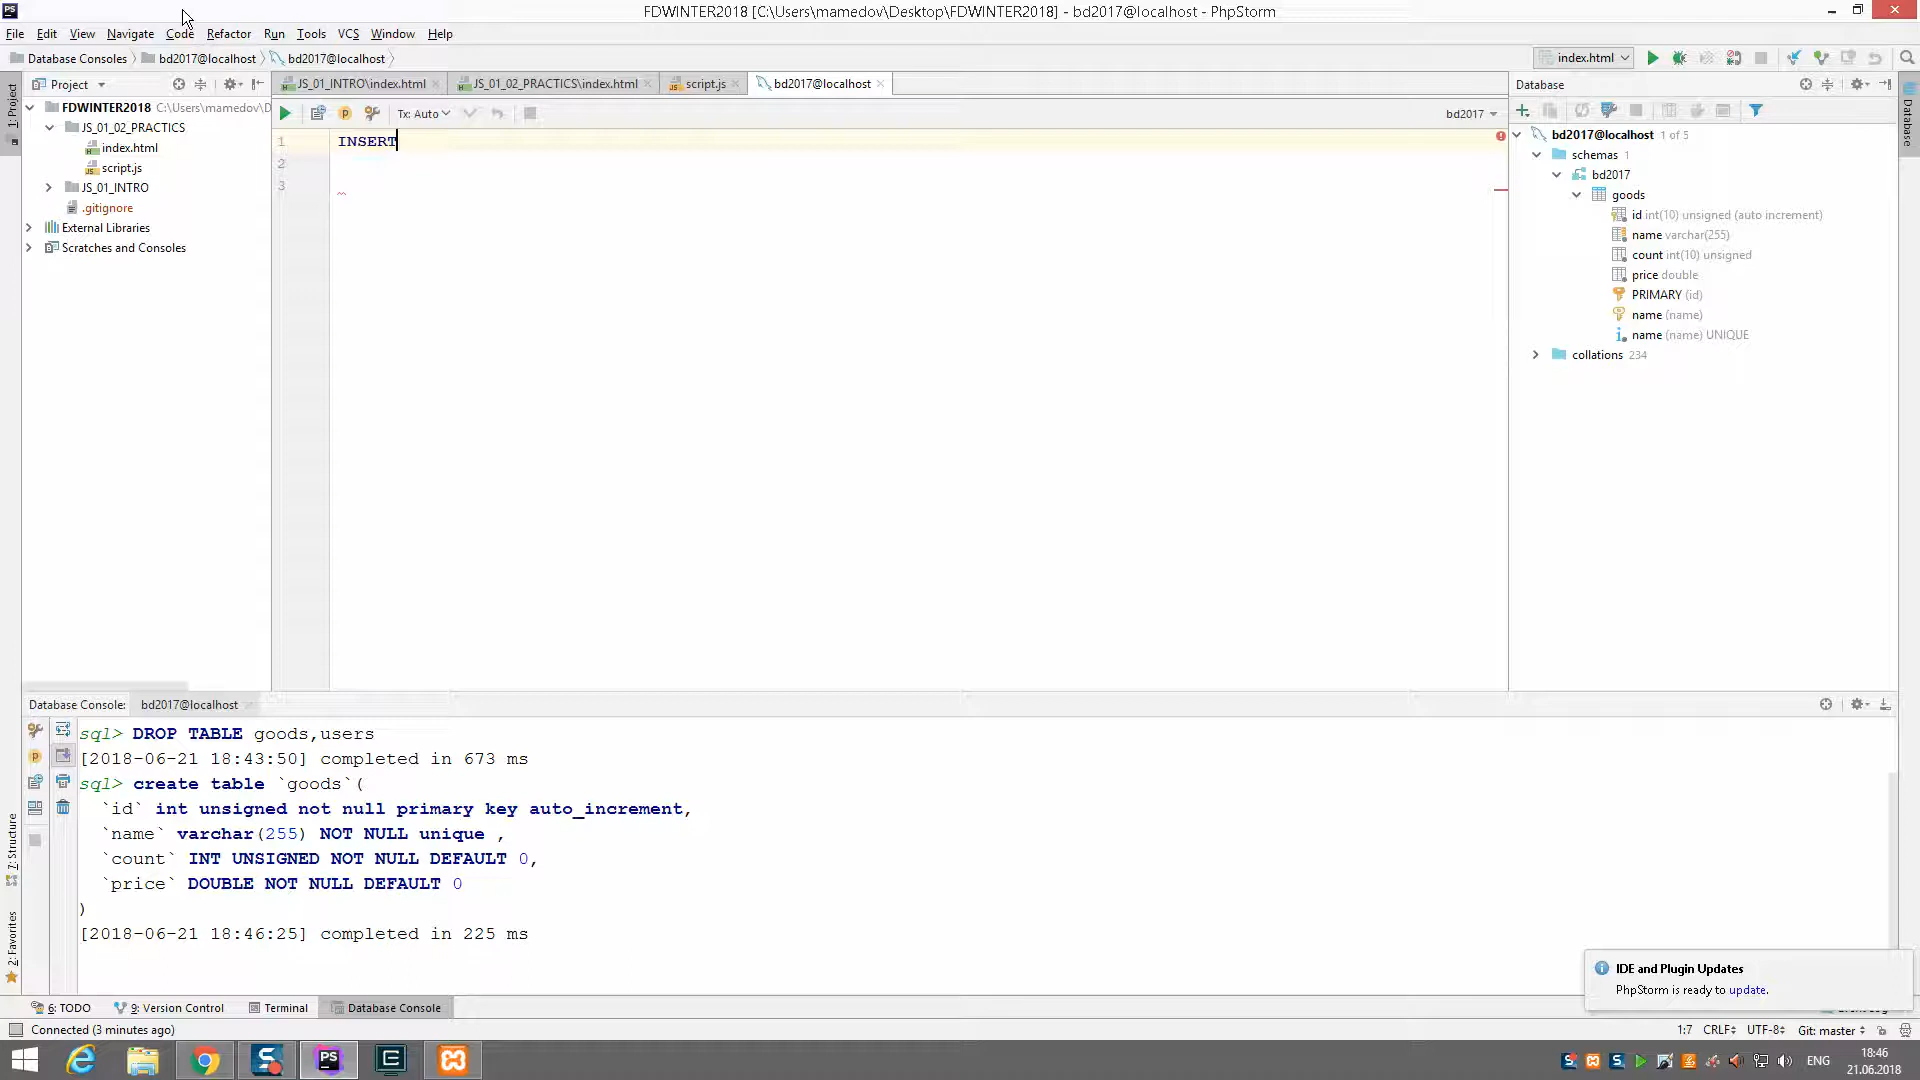 FDWINTER2018 [C:\Users\mamedov\Desktop\FDWINTER2018] - bd2017@localhost - PhpStorm
File Edit View Navigate Code Refactor Run Tools VCS Window Help
Database Consoles bd2017@localhost bd2017@localhost index.html
Project JS_01_INTRO\index.html JS_01_02_PRACTICS\index.html script.js bd2017@localhost Database
Tx: Auto bd2017
1: Project
FDWINTER2018 C:\Users\mamedov\D
JS_01_02_PRACTICS
index.html
script.js
JS_01_INTRO
.gitignore
External Libraries
Scratches and Consoles
1 INSERT
2
3
bd2017@localhost 1 of 5
schemas 1
bd2017
goods
id int(10) unsigned (auto increment)
name varchar(255)
count int(10) unsigned
price double
PRIMARY (id)
name (name)
name (name) UNIQUE
collations 234
Database
Database Console: bd2017@localhost
sql> DROP TABLE goods,users
[2018-06-21 18:43:50] completed in 673 ms
sql> create table `goods`(
`id` int unsigned not null primary key auto_increment,
`name` varchar(255) NOT NULL unique ,
`count` INT UNSIGNED NOT NULL DEFAULT 0,
`price` DOUBLE NOT NULL DEFAULT 0
)
[2018-06-21 18:46:25] completed in 225 ms
7: Structure
2: Favorites
IDE and Plugin Updates
PhpStorm is ready to update.
6: TODO 9: Version Control Terminal Database Console
Connected (3 minutes ago) 1:7 CRLF UTF-8 Git: master
ENG 18:46
21.06.2018